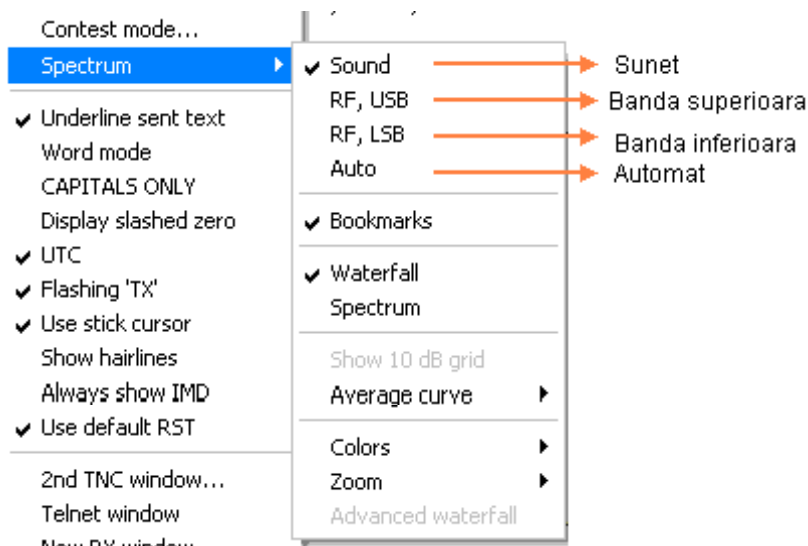 Contest mode...
Spectrum
Underline sent text
Word mode
CAPITALS ONLY
Display slashed zero
UTC
Flashing 'TX'
Use stick cursor
Show hairlines
Always show IMD
Use default RST
2nd TNC window...
Telnet window
New RX window
Sound
RF, USB
RF, LSB
Auto
Bookmarks
Waterfall
Spectrum
Show 10 dB grid
Average curve
Colors
Zoom
Advanced waterfall
Sunet
Banda superioara
Banda inferioara
Automat